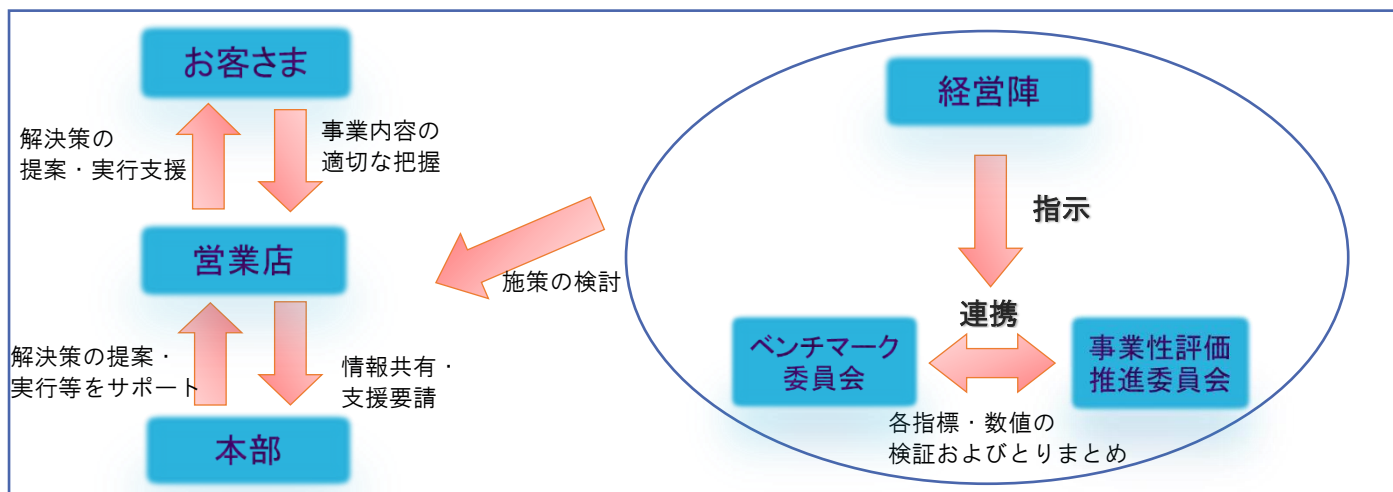 お客さま
解決策の
提案・実行支援
事業内容の
適切な把握
営業店
解決策の提案・
実行等をサポート
情報共有・
支援要請
本部
施策の検討
経営陣
指示
連携
ベンチマーク
委員会
事業性評価
推進委員会
各指標・数値の
検証およびとりまとめ